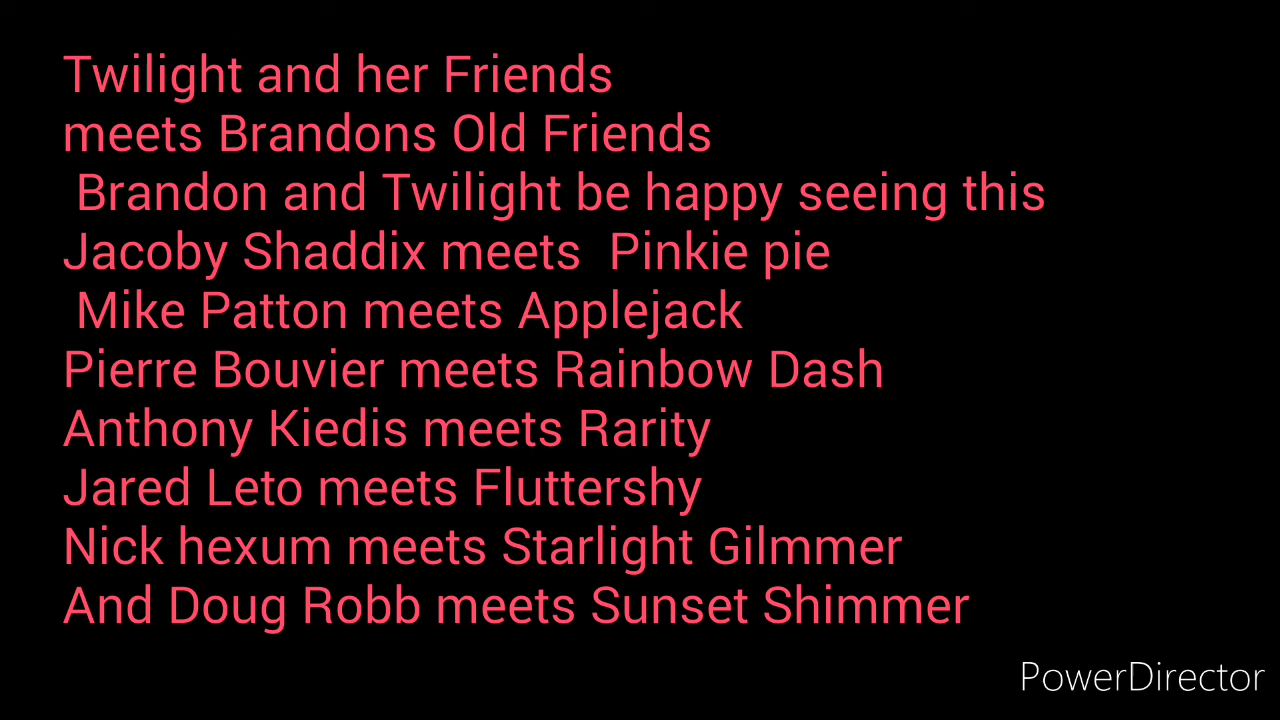 Twilight and her Friends
meets Brandons Old Friends
Brandon and Twilight be happy seeing this
Jacoby Shaddix meets Pinkie pie
Mike Patton meets Applejack
Pierre Bouvier meets Rainbow Dash
Anthony Kiedis meets Rarity
Jared Leto meets Fluttershy
Nick hexum meets Starlight Gilmmer
And Doug Robb meets Sunset Shimmer
PowerDirector